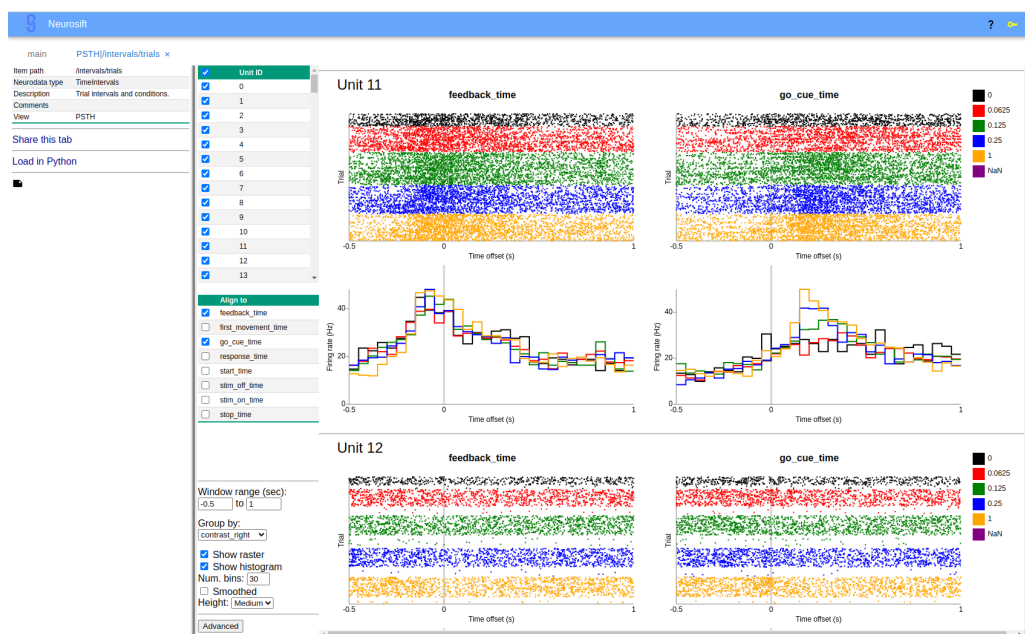 Neurosift
?
main
PSTH|/intervals/trials ×
Item path /intervals/trials
Neurodata type TimeIntervals
Description Trial intervals and conditions.
Comments
View PSTH
Share this tab
Load in Python
Unit ID
0
1
2
3
4
5
6
7
8
9
10
11
12
13
Align to
feedback_time
first_movement_time
go_cue_time
response_time
start_time
stim_off_time
stim_on_time
stop_time
Window range (sec):
-0.5 to 1
Group by:
contrast_right
Show raster
Show histogram
Num. bins: 30
Smoothed
Height: Medium
Advanced
Unit 11
feedback_time
Trial
-0.5 0 1
Time offset (s)
go_cue_time
Trial
-0.5 0 1
Time offset (s)
0
0.0625
0.125
0.25
1
NaN
Firing rate (Hz)
40
20
0
-0.5 0 1
Time offset (s)
Firing rate (Hz)
40
20
0
-0.5 0 1
Time offset (s)
Unit 12
feedback_time
Trial
-0.5 0 1
Time offset (s)
go_cue_time
Trial
-0.5 0 1
Time offset (s)
0
0.0625
0.125
0.25
1
NaN